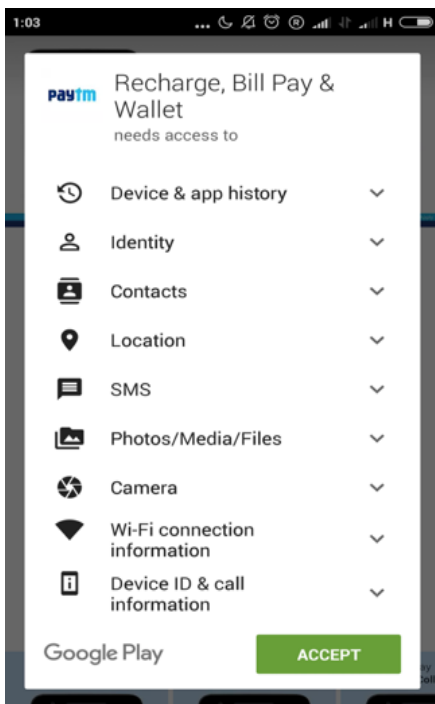 1:03 ... R H
paytm
Recharge, Bill Pay &
Wallet
needs access to
Device & app history
Identity
Contacts
Location
SMS
Photos/Media/Files
Camera
Wi-Fi connection
information
Device ID & call
information
Google Play
ACCEPT